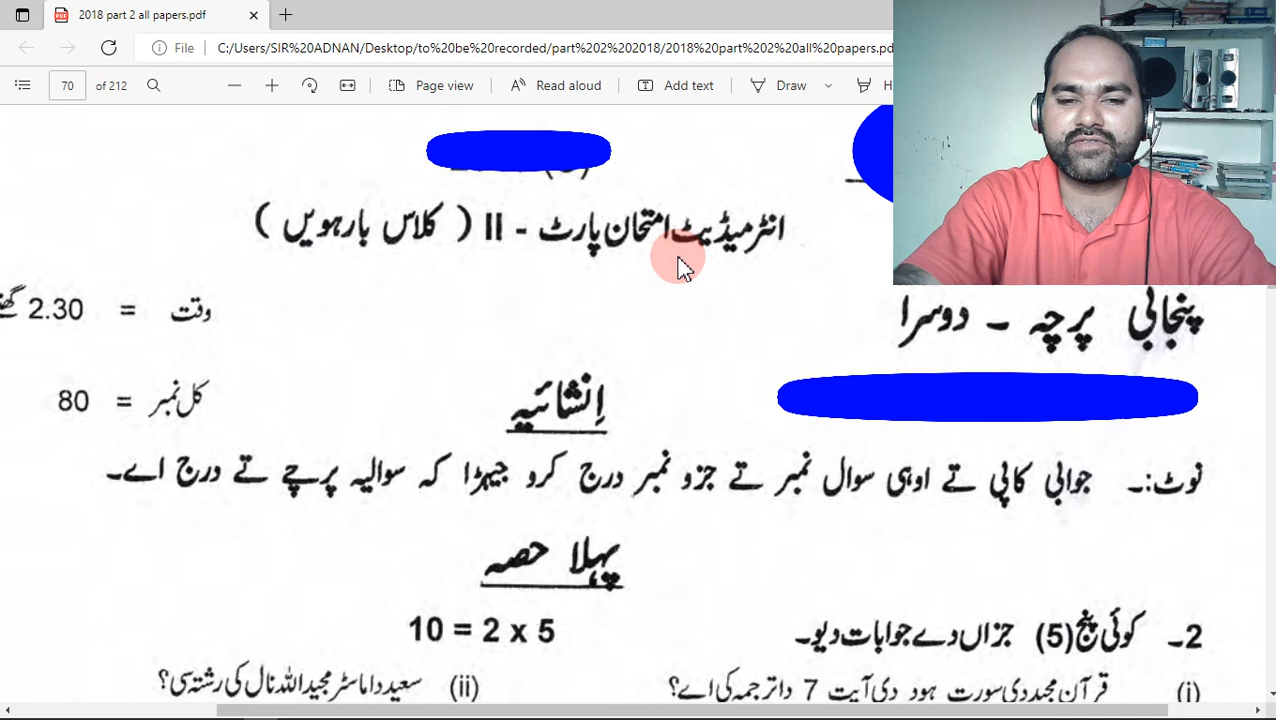 2018 part 2 all papers.pdf
File C:/Users/SIR%20ADNAN/Desktop/to%20be%20recorded/part%202%202018/2018%20part%202%20all%20papers.pd
70 of 212 Page view Read aloud Add text Draw H
انٹرمیڈیٹ امتحان پارٹ - II ( کلاس بارہویں )
پنجابی پرچہ ۔ دوسرا
وقت = 2.30 گھنٹے
اِنشائیہ
کل نمبر = 80
نوٹ:۔ جوابی کاپی تے اوہی سوال نمبر تے جزو نمبر درج کرو جیہڑا کہ سوالیہ پرچے تے درج اے۔
پہلا حصہ
2۔ کوئی پنج (5) جزاں دے جوابات دیو۔ 10 = 2 x 5
(i) قرآن مجید دی سورت ہود دی آیت 7 دا ترجمہ کی اے؟ (ii) سعید دا ماسٹر مجید اللہ نال کی رشتہ سی؟